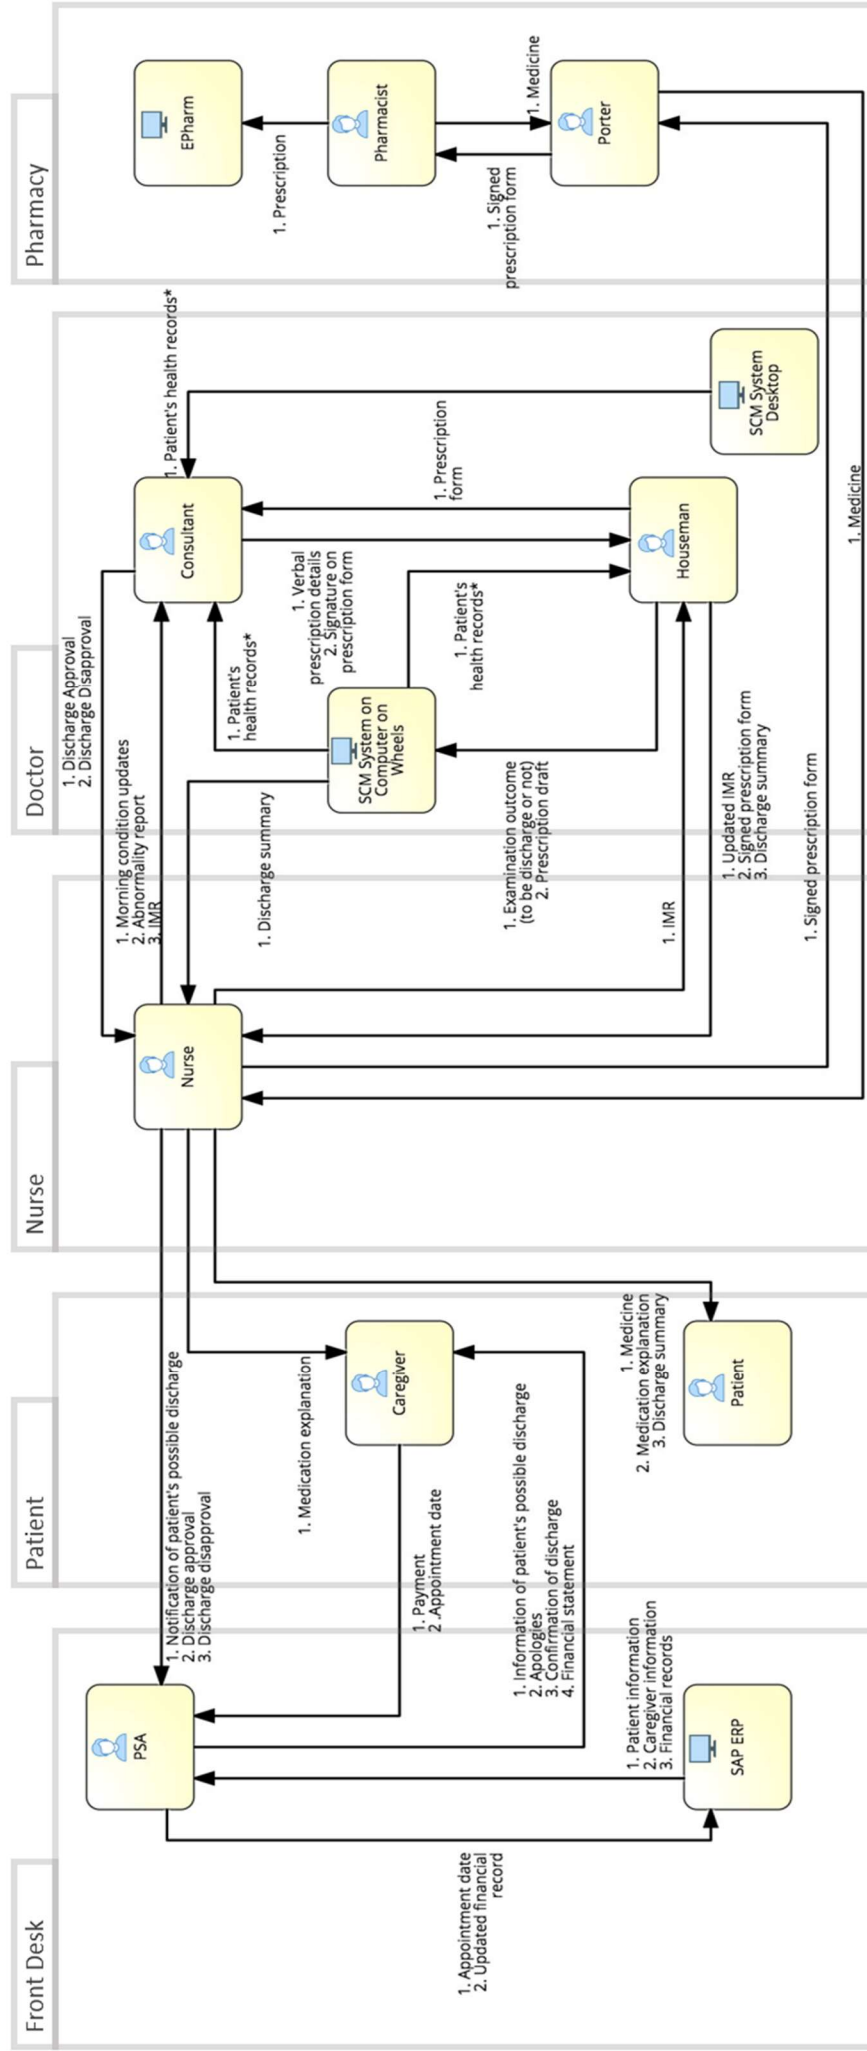 Front Desk
PSA
SAP ERP
1. Appointment date
2. Updated financial
record
1. Patient information
2. Caregiver information
3. Financial records
Patient
Caregiver
Patient
1. Notification of patient's possible discharge
2. Discharge approval
3. Discharge disapproval
1. Medication explanation
1. Payment
2 .Appointment date
1. Information of patient's possible discharge
2. Apologies
3. Confirmation of discharge
4. Financial statement
1. Medicine
2. Medication explanation
3. Discharge summary
Nurse
Nurse
Doctor
1. Discharge Approval
2. Discharge Disapproval
1. Morning condition updates
2. Abnormality report
3. IMR
1. Discharge summary
1. Patient's
health records*
SCM System on
Computer on
Wheels
Consultant
1. Verbal
prescription details
2. Signature on
prescription form
1. Patient's
health records*
1. Examination outcome
(to be discharge or not)
2. Prescription draft
1. IMR
1. Updated IMR
2. Signed prescription form
3. Discharge summary
Houseman
1. Prescription
form
1. Patient's health records*
SCM System
Desktop
1. Signed prescription form
1. Medicine
Pharmacy
EPharm
1. Prescription
Pharmacist
1. Signed
prescription form
1. Medicine
Porter